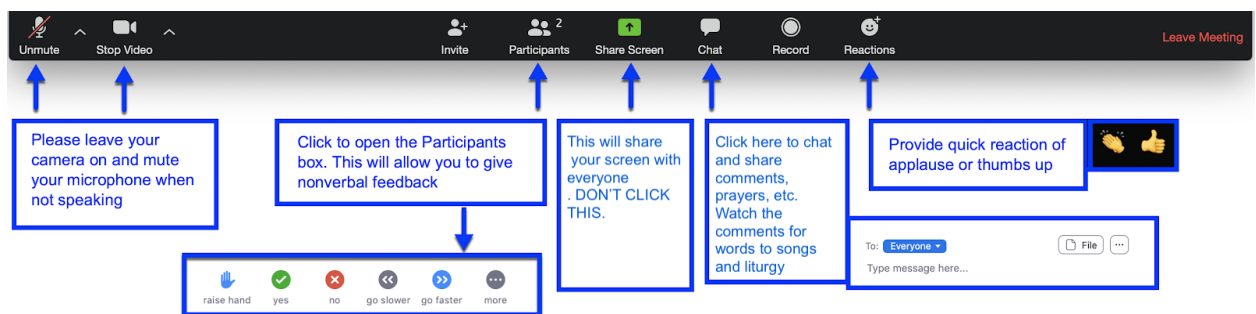 Unmute
Stop Video
Invite
Participants
2
Share Screen
Chat
Record
Reactions
Leave Meeting
Please leave your
camera on and mute
your microphone when
not speaking
Click to open the Participants
box. This will allow you to give
nonverbal feedback
This will share
your screen with
everyone
. DON'T CLICK
THIS.
Click here to chat
and share
comments,
prayers, etc.
Watch the
comments for
words to songs
and liturgy
Provide quick reaction of
applause or thumbs up
raise hand
yes
no
go slower
go faster
more
To: Everyone
File
Type message here...